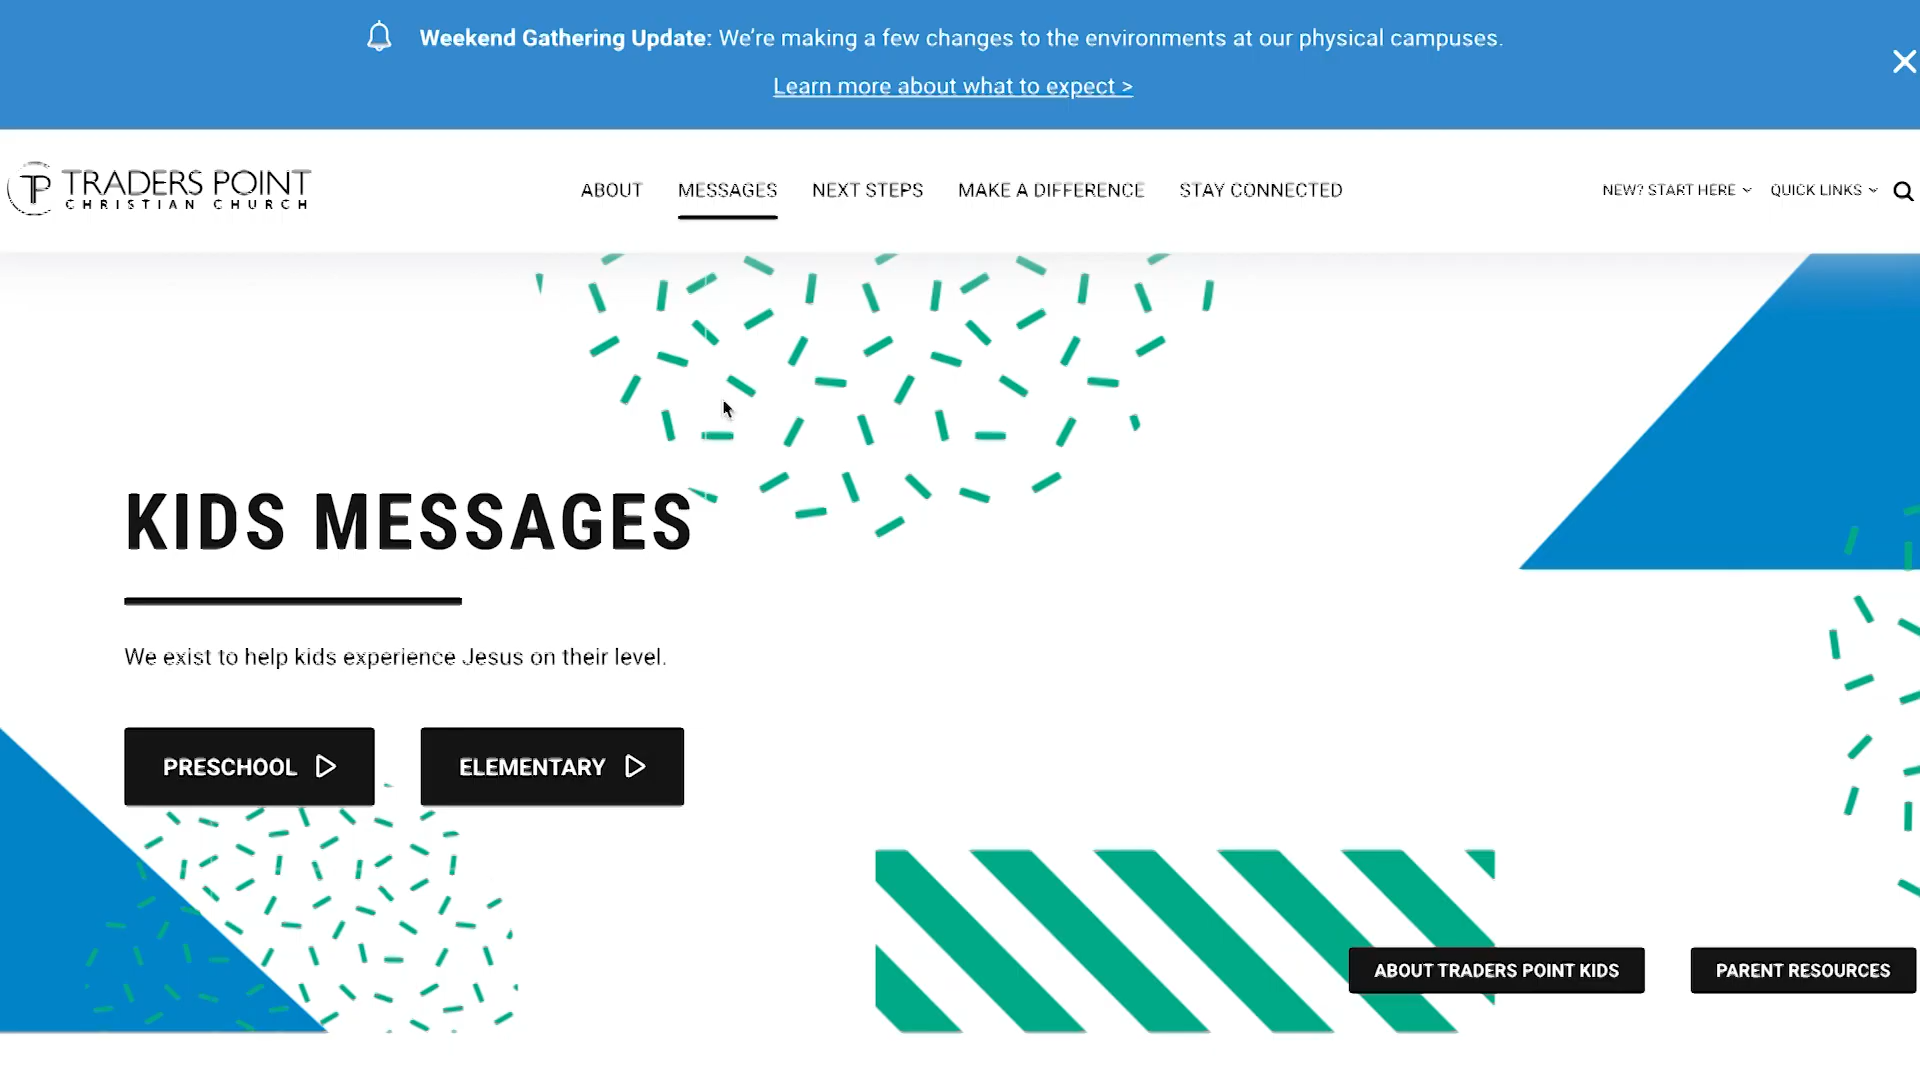 Weekend Gathering Update: We're making a few changes to the environments at our physical campuses.
Learn more about what to expect >
TP TRADERS POINT
CHRISTIAN CHURCH
ABOUT MESSAGES NEXT STEPS MAKE A DIFFERENCE STAY CONNECTED
NEW? START HERE QUICK LINKS
KIDS MESSAGES
We exist to help kids experience Jesus on their level.
PRESCHOOL ELEMENTARY
ABOUT TRADERS POINT KIDS PARENT RESOURCES